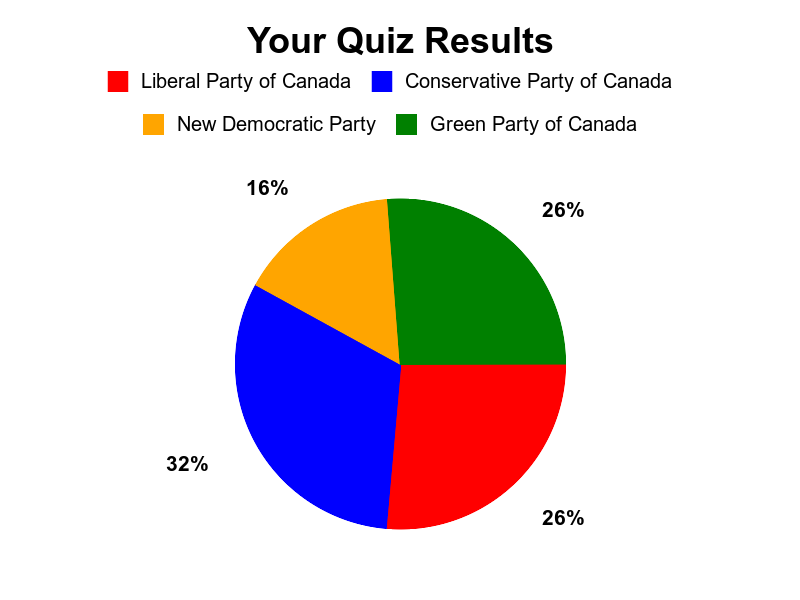 Your Quiz Results
Liberal Party of Canada Conservative Party of Canada
New Democratic Party Green Party of Canada
16%
26%
32%
26%